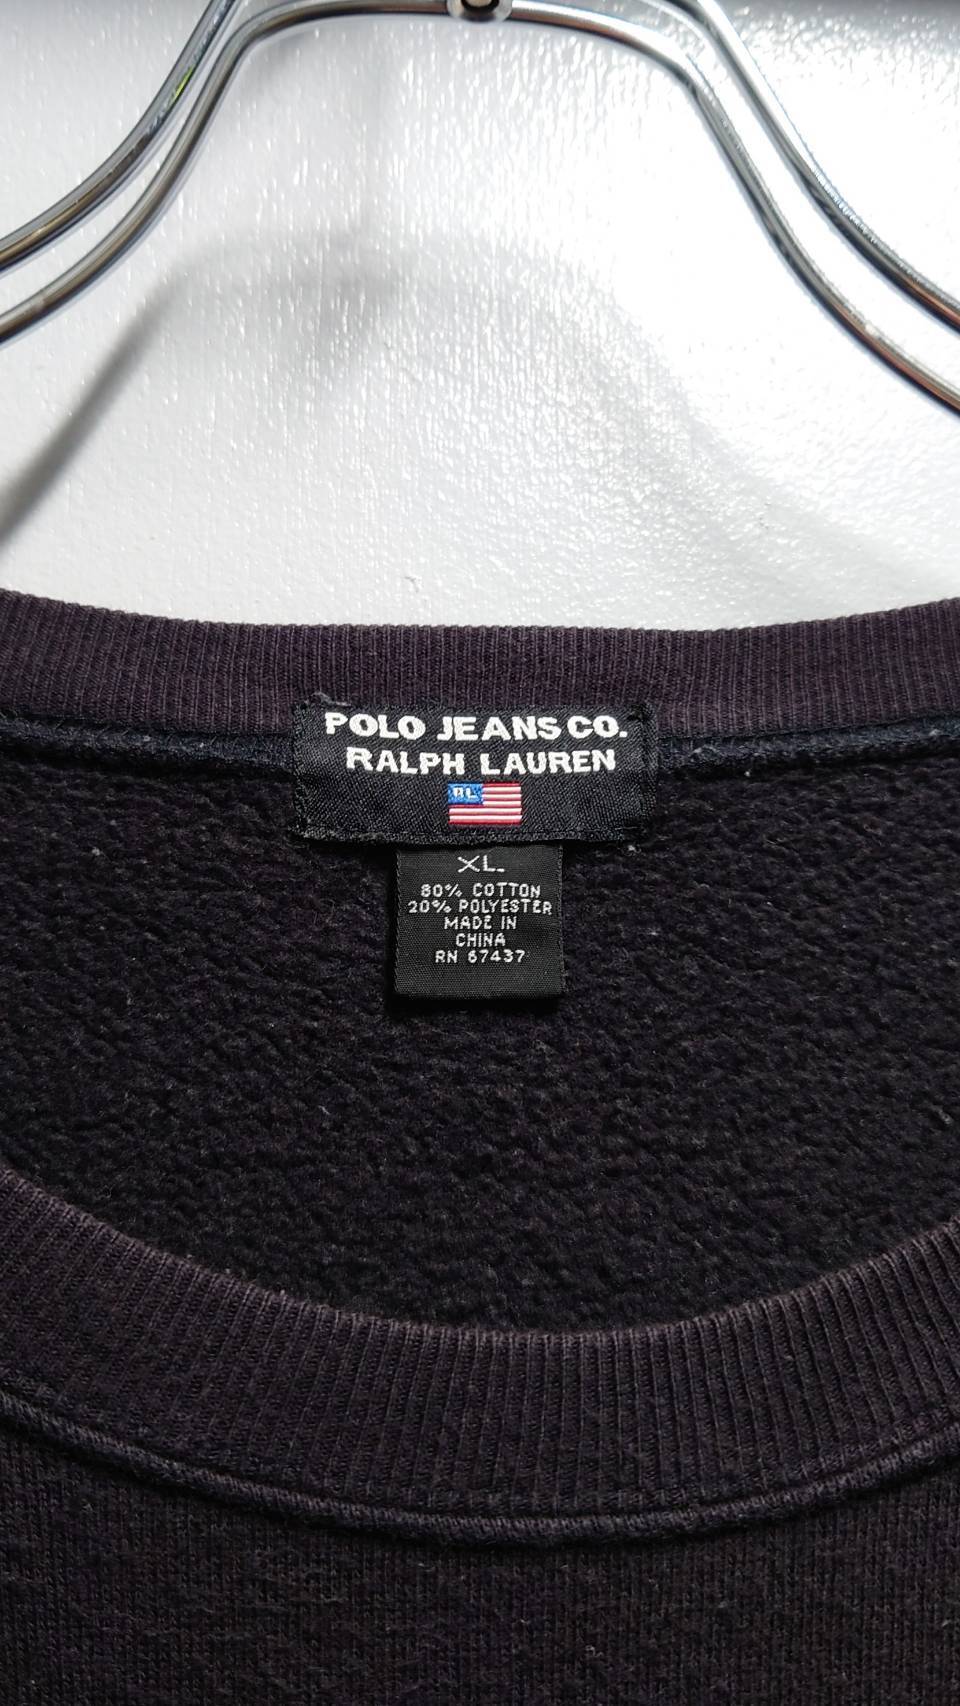 POLO JEANS CO.
RALPH LAUREN
RL
XL
80% COTTON
20% POLYESTER
MADE IN
CHINA
RN 67437